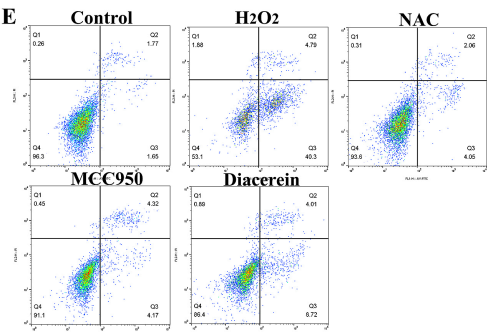 E
Control
H2O2
NAC
Q1
0.26
Q2
1.77
Q4
96.3
Q3
1.65
Q1
1.88
Q2
4.79
Q4
53.1
Q3
40.3
Q1
0.31
Q2
2.06
Q4
93.6
Q3
4.05
MCC950
Diacerein
Q1
0.45
Q2
4.32
Q4
91.1
Q3
4.17
Q1
0.89
Q2
4.01
Q4
86.4
Q3
6.72